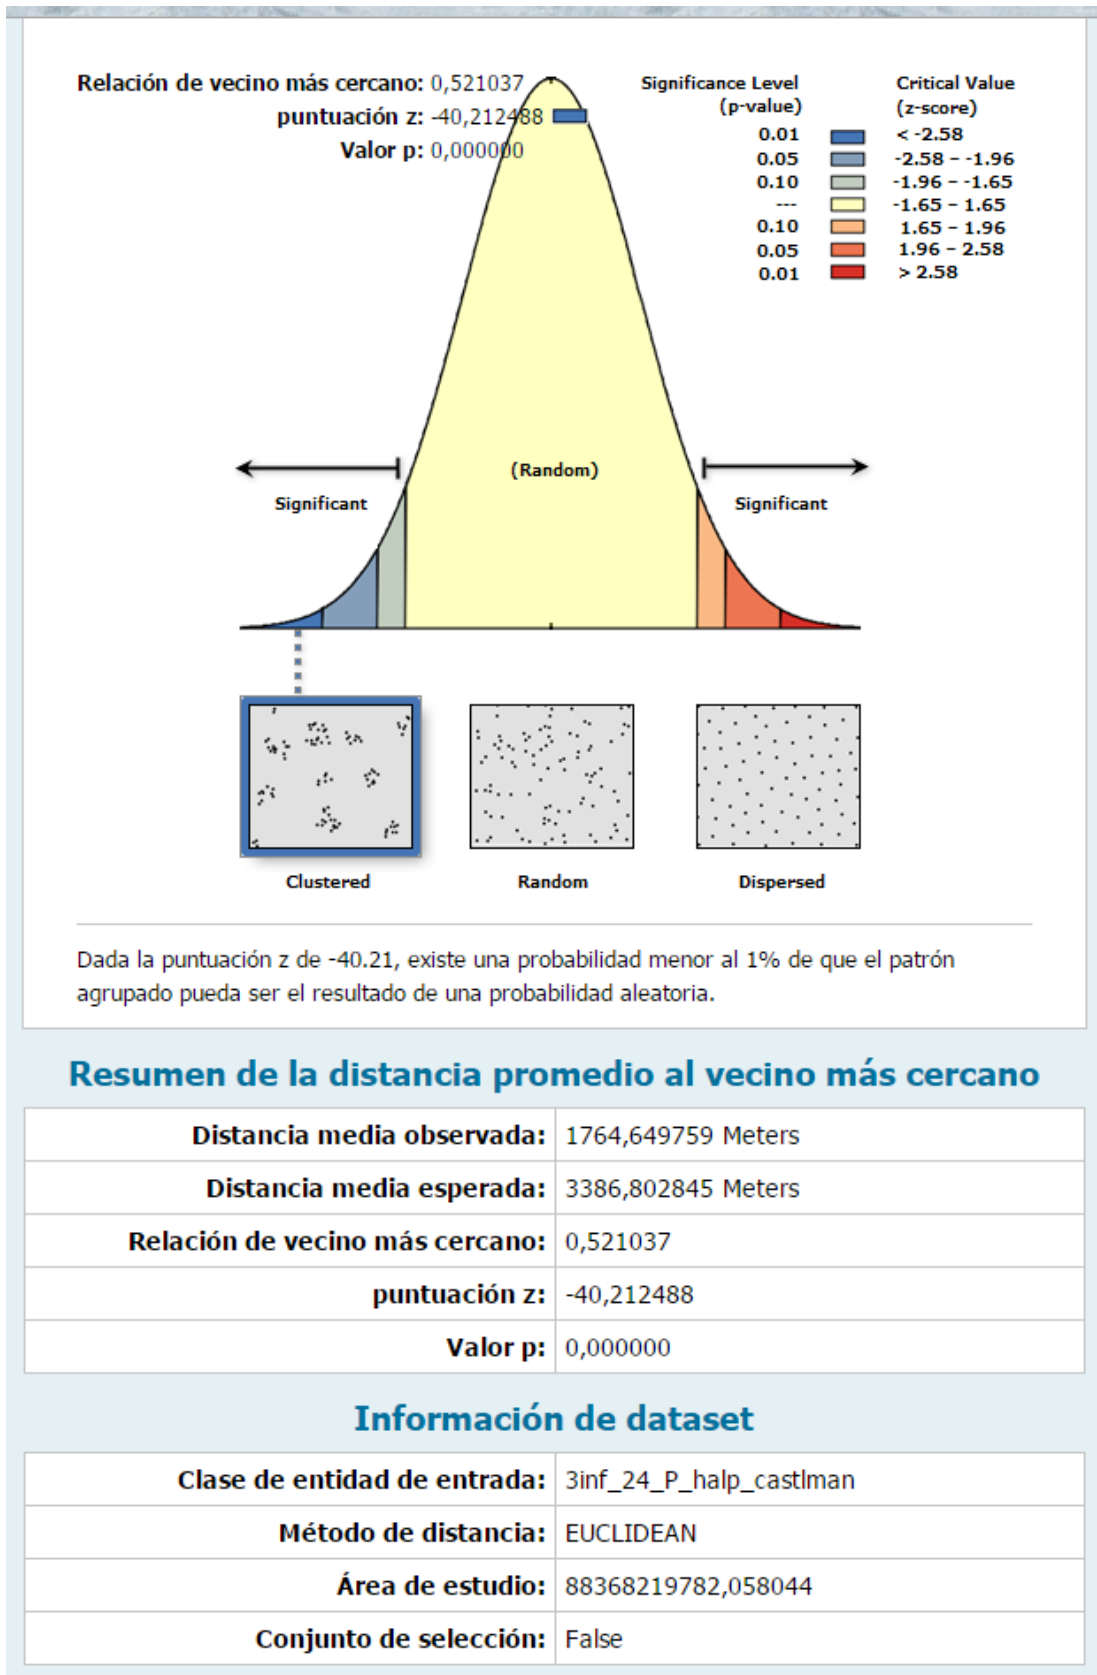 Relación de vecino más cercano: 0,521037
puntuación z: -40,212488
Valor p: 0,000000
Significance Level
(p-value)
Critical Value
(z-score)
0.01 < -2.58
0.05 -2.58 – -1.96
0.10 -1.96 – -1.65
--- -1.65 – 1.65
0.10 1.65 – 1.96
0.05 1.96 – 2.58
0.01 > 2.58
(Random)
Significant
Significant
Clustered
Random
Dispersed
Dada la puntuación z de -40.21, existe una probabilidad menor al 1% de que el patrón
agrupado pueda ser el resultado de una probabilidad aleatoria.
Resumen de la distancia promedio al vecino más cercano
Distancia media observada: 1764,649759 Meters
Distancia media esperada: 3386,802845 Meters
Relación de vecino más cercano: 0,521037
puntuación z: -40,212488
Valor p: 0,000000
Información de dataset
Clase de entidad de entrada: 3inf_24_P_halp_castlman
Método de distancia: EUCLIDEAN
Área de estudio: 88368219782,058044
Conjunto de selección: False